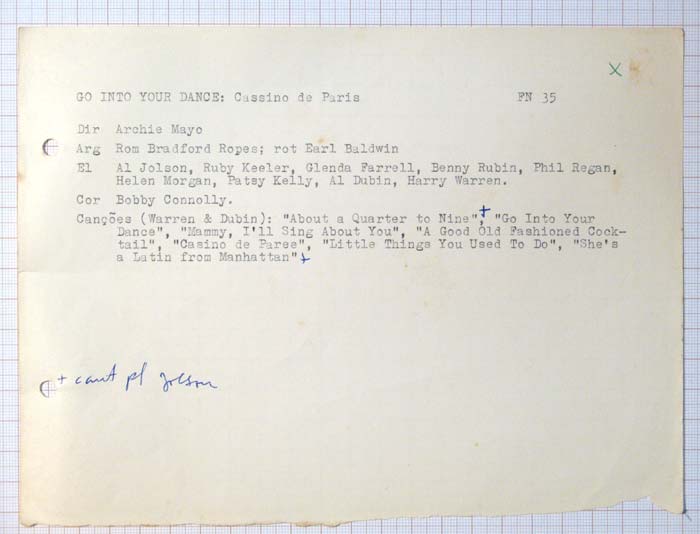 X
GO INTO YOUR DANCE: Cassino de Paris FN 35
Dir Archie Mayo
Arg Rom Bradford Ropes; rot Earl Baldwin
El Al Jolson, Ruby Keeler, Glenda Farrell, Benny Rubin, Phil Regan,
Helen Morgan, Patsy Kelly, Al Dubin, Harry Warren.
Cor Bobby Connolly.
Canções (Warren & Dubin): "About a Quarter to Nine",+ "Go Into Your
Dance", "Mammy, I'll Sing About You", "A Good Old Fashioned Cock-
tail", "Casino de Paree", "Little Things You Used To Do", "She's
a Latin from Manhattan"+
+ cant pl Jolson